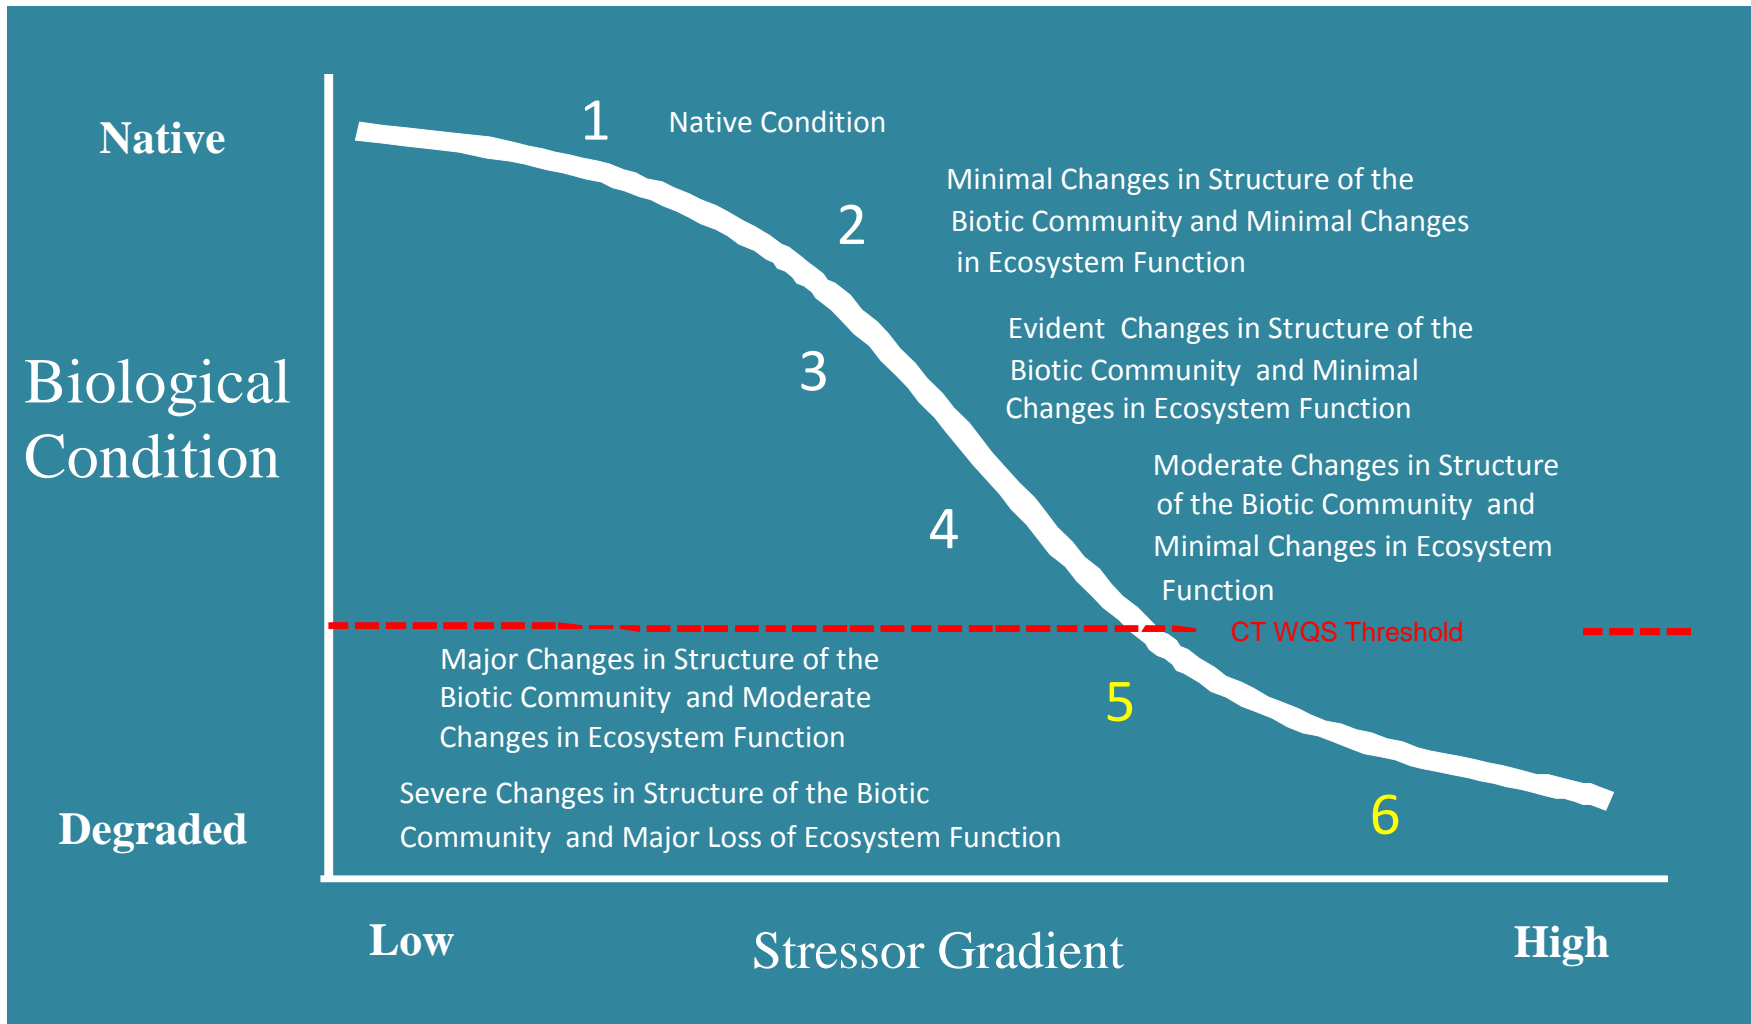 Native
1
Native Condition
2
Minimal Changes in Structure of the
Biotic Community and Minimal Changes
in Ecosystem Function
Biological
Condition
3
Evident Changes in Structure of the
Biotic Community and Minimal
Changes in Ecosystem Function
4
Moderate Changes in Structure
of the Biotic Community and
Minimal Changes in Ecosystem
Function
CT WQS Threshold
Major Changes in Structure of the
Biotic Community and Moderate
Changes in Ecosystem Function
5
Degraded
Severe Changes in Structure of the Biotic
Community and Major Loss of Ecosystem Function
6
Low
Stressor Gradient
High